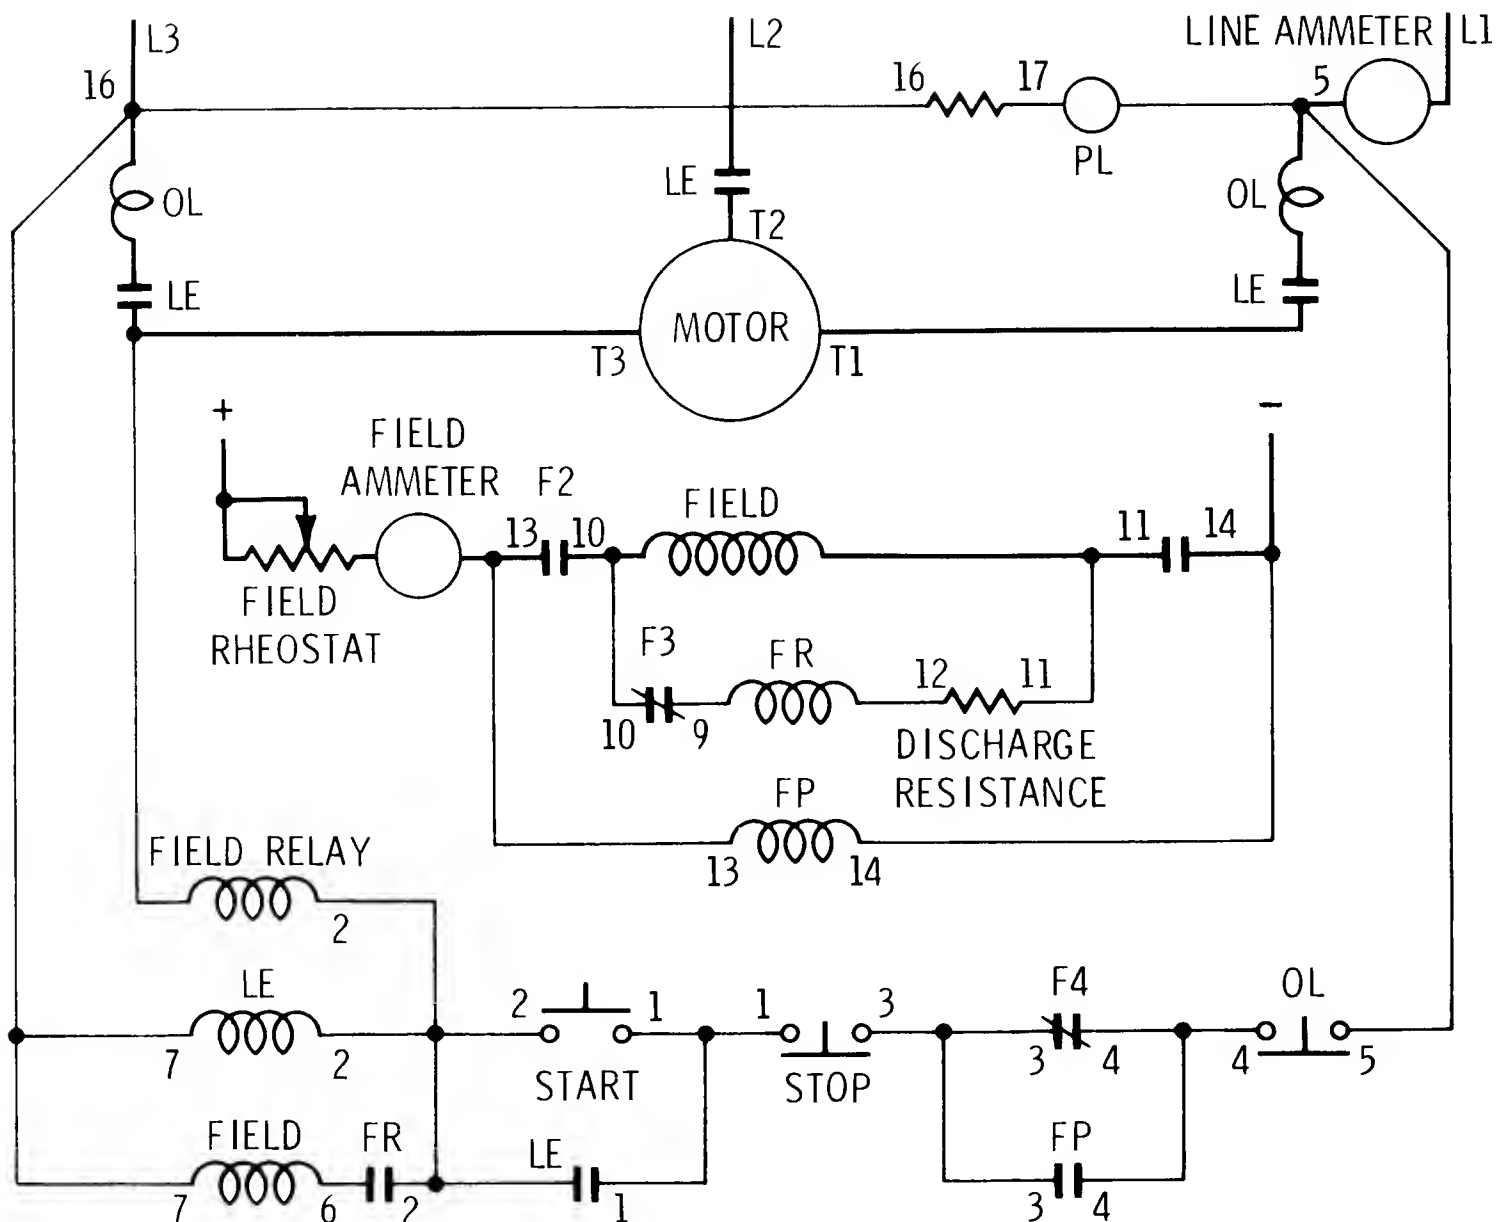 L3
L2
LINE AMMETER
L1
16
16
17
5
PL
OL
LE
T2
OL
LE
MOTOR
LE
T3
T1
+
−
FIELD
AMMETER
F2
FIELD
13
10
11
14
FIELD
RHEOSTAT
F3
FR
12
11
10
9
DISCHARGE
RESISTANCE
FP
13
14
FIELD RELAY
2
LE
2
1
1
3
F4
OL
7
2
START
STOP
3
4
4
5
FIELD
FR
LE
FP
7
6
2
1
3
4